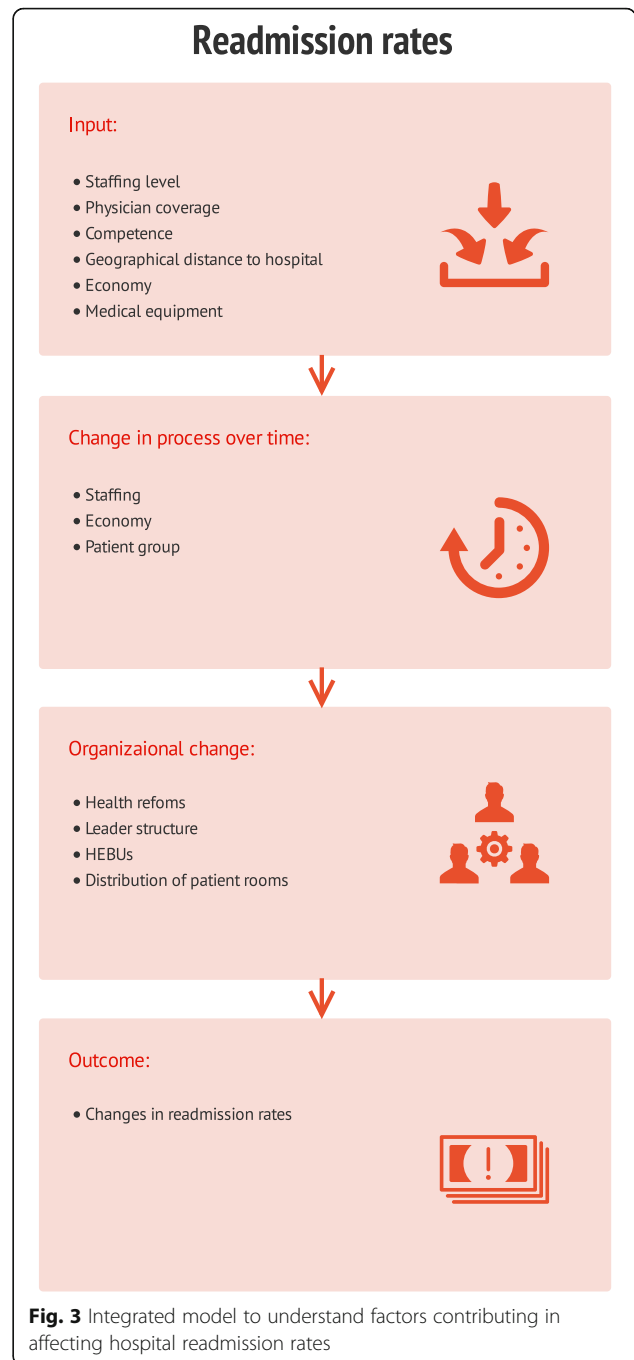 Readmission rates
Input:
• Staffing level
• Physician coverage
• Competence
• Geographical distance to hospital
• Economy
• Medical equipment
Change in process over time:
• Staffing
• Economy
• Patient group
Organizaional change:
• Health refoms
• Leader structure
• HEBUs
• Distribution of patient rooms
Outcome:
• Changes in readmission rates
Fig. 3 Integrated model to understand factors contributing in
affecting hospital readmission rates